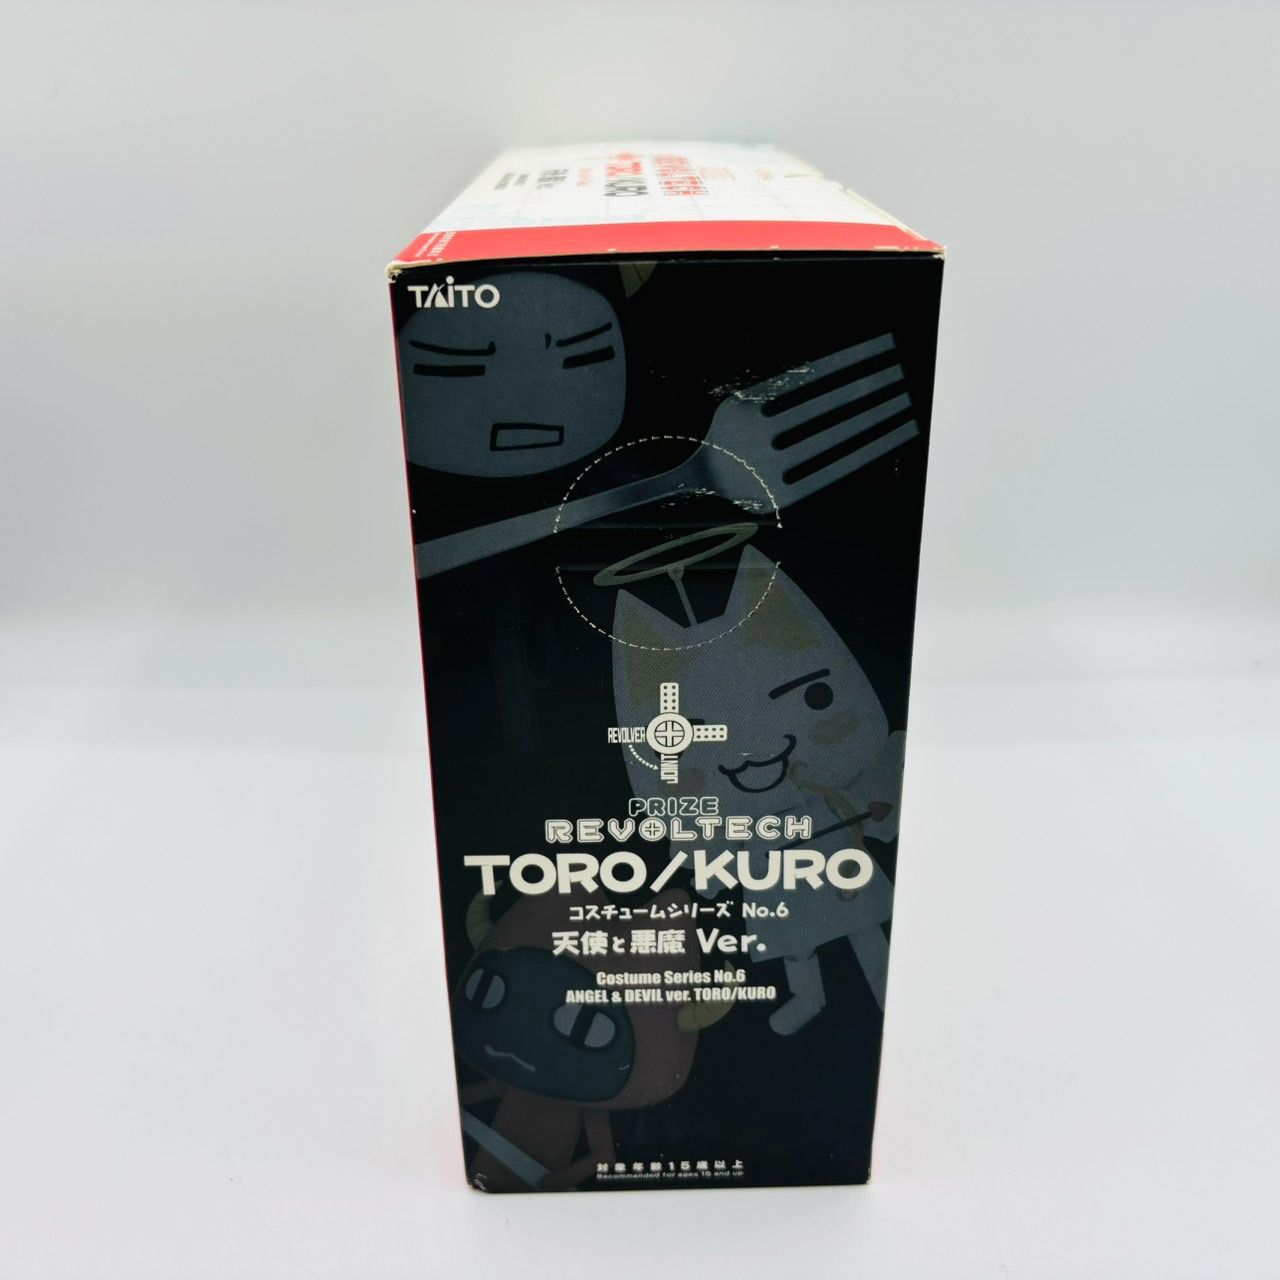 TORO/KURO
TAITO
REVOLVER
JOINT
PRIZE
REVOLTECH
TORO/KURO
コスチュームシリーズ No.6
天使と悪魔 Ver.
Costume Series No.6
ANGEL & DEVIL ver. TORO/KURO
対象年齢15歳以上
Recommended for ages 15 and up